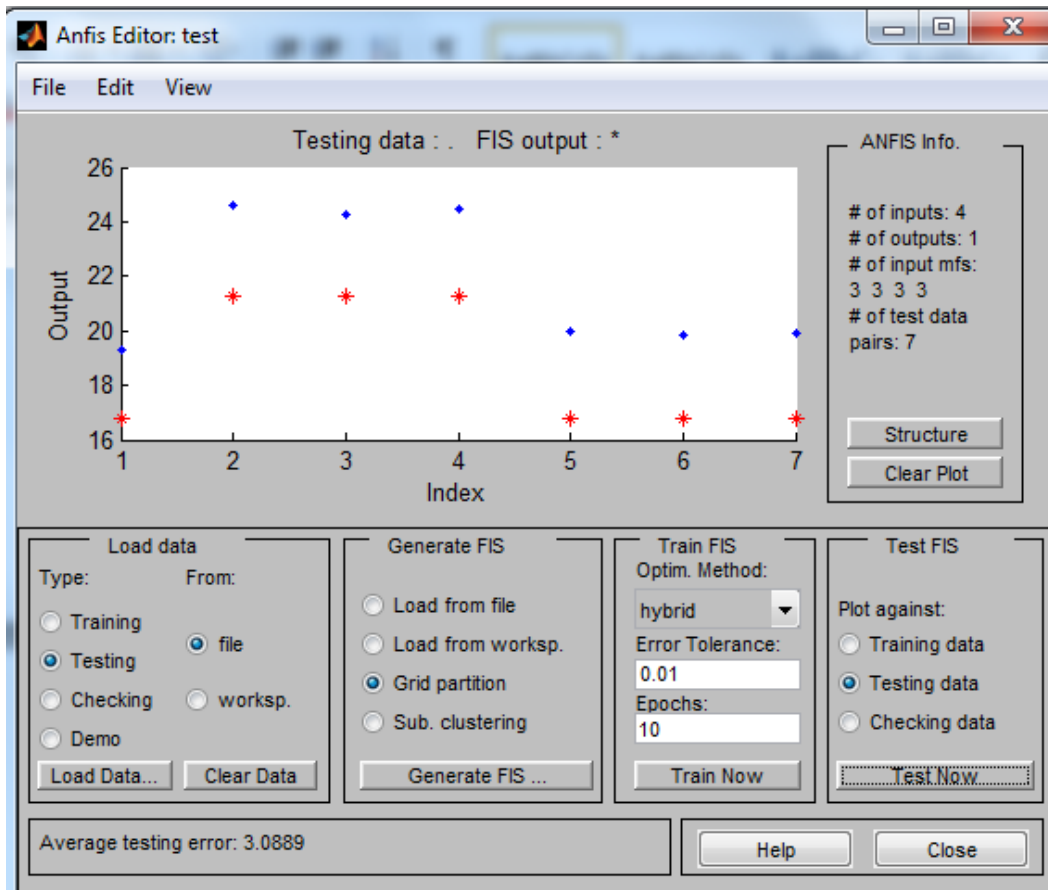 Anfis Editor: test
File Edit View
Testing data : . FIS output : *
26
24
22
20
18
16
Output
1 2 3 4 5 6 7
Index
ANFIS Info.
# of inputs: 4
# of outputs: 1
# of input mfs:
3 3 3 3
# of test data
pairs: 7
Structure
Clear Plot
Load data
Type: From:
Training
Testing
Checking
Demo
file
worksp.
Load Data... Clear Data
Generate FIS
Load from file
Load from worksp.
Grid partition
Sub. clustering
Generate FIS ...
Train FIS
Optim. Method:
hybrid
Error Tolerance:
0.01
Epochs:
10
Train Now
Test FIS
Plot against:
Training data
Testing data
Checking data
Test Now
Average testing error: 3.0889
Help Close